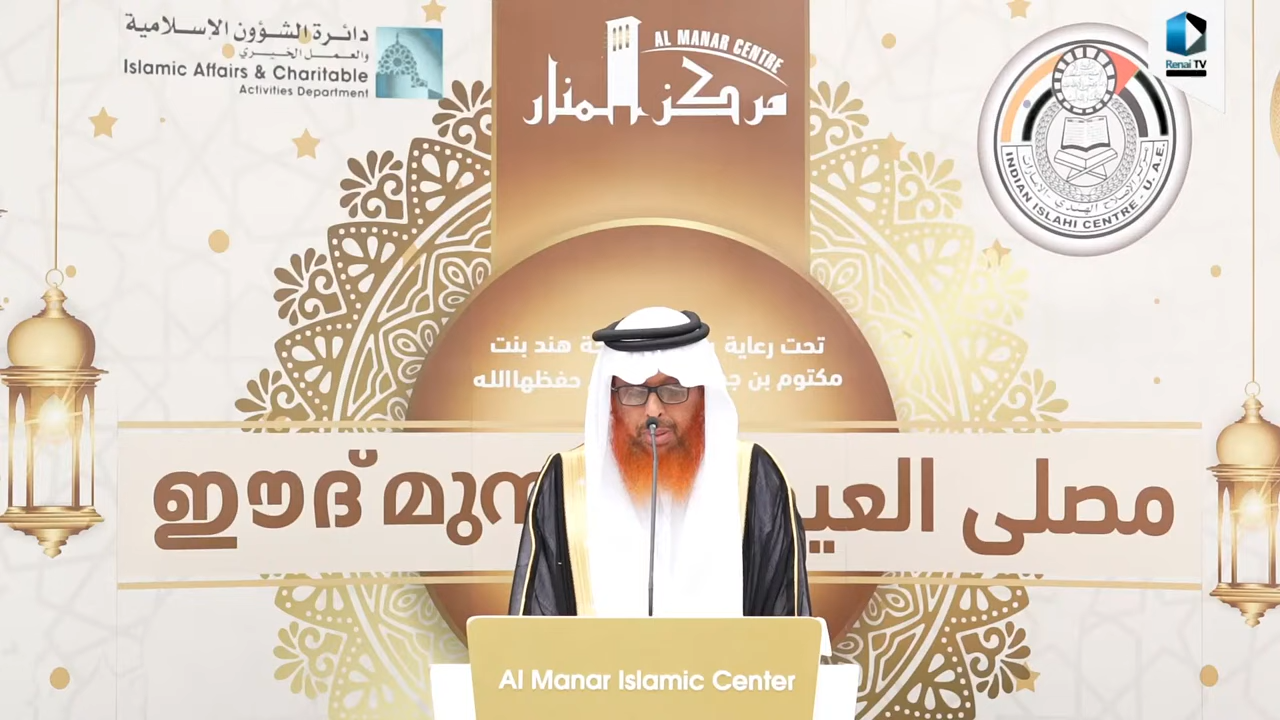 دائرة الشؤون الإسلامية
والعمل الخيري
Islamic Affairs & Charitable
Activities Department
AL MANAR CENTRE
مركز المنار
Renai TV
INDIAN ISLAHI CENTRE - U. A. E.
تحت رعاية هند بنت
مكتوم بن حفظها الله
ഈദ് മുസ
مصلى العيد
Al Manar Islamic Center